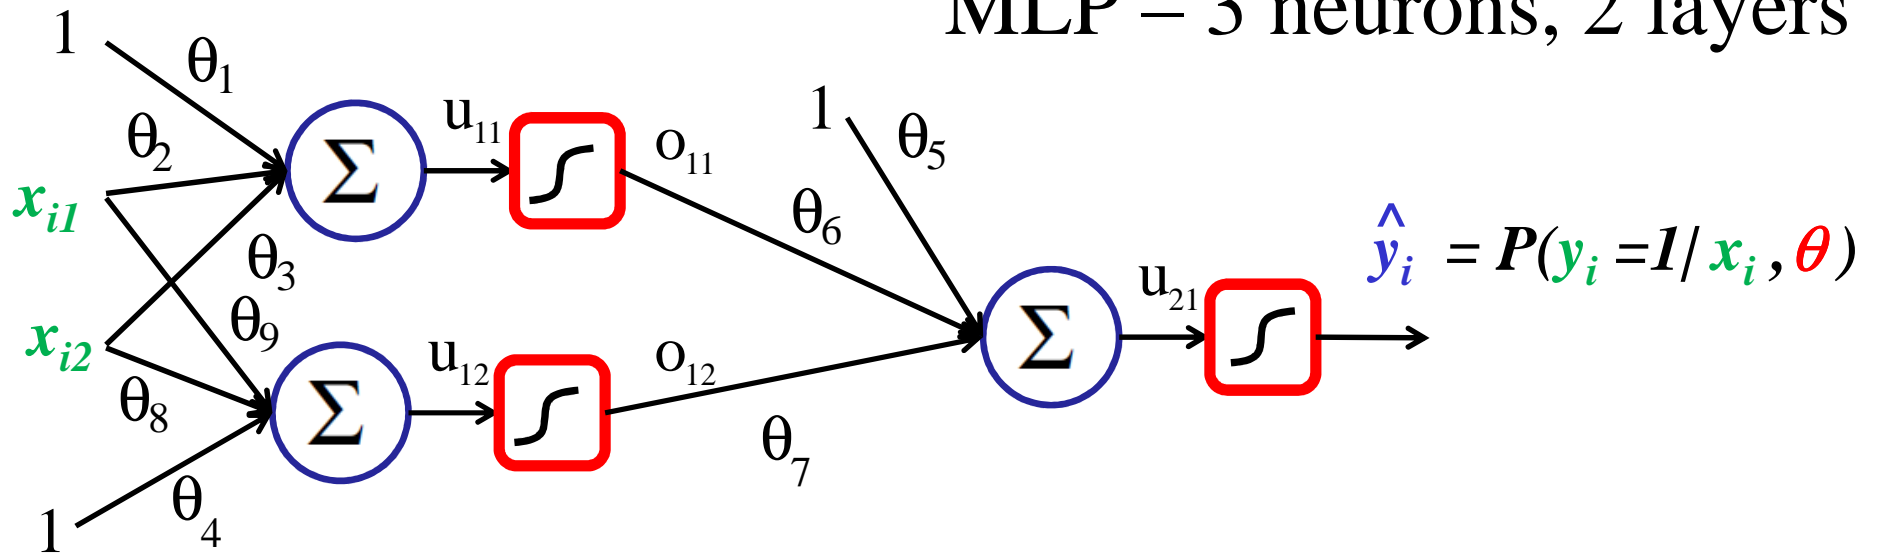 MLP – 3 neurons, 2 layers
1
θ1
θ2
xi1
θ3
θ9
xi2
θ8
1
θ4
Σ
u11
o11
Σ
u12
o12
1
θ5
θ6
θ7
Σ
u21
ŷi = P(yi =1/ xi , θ)